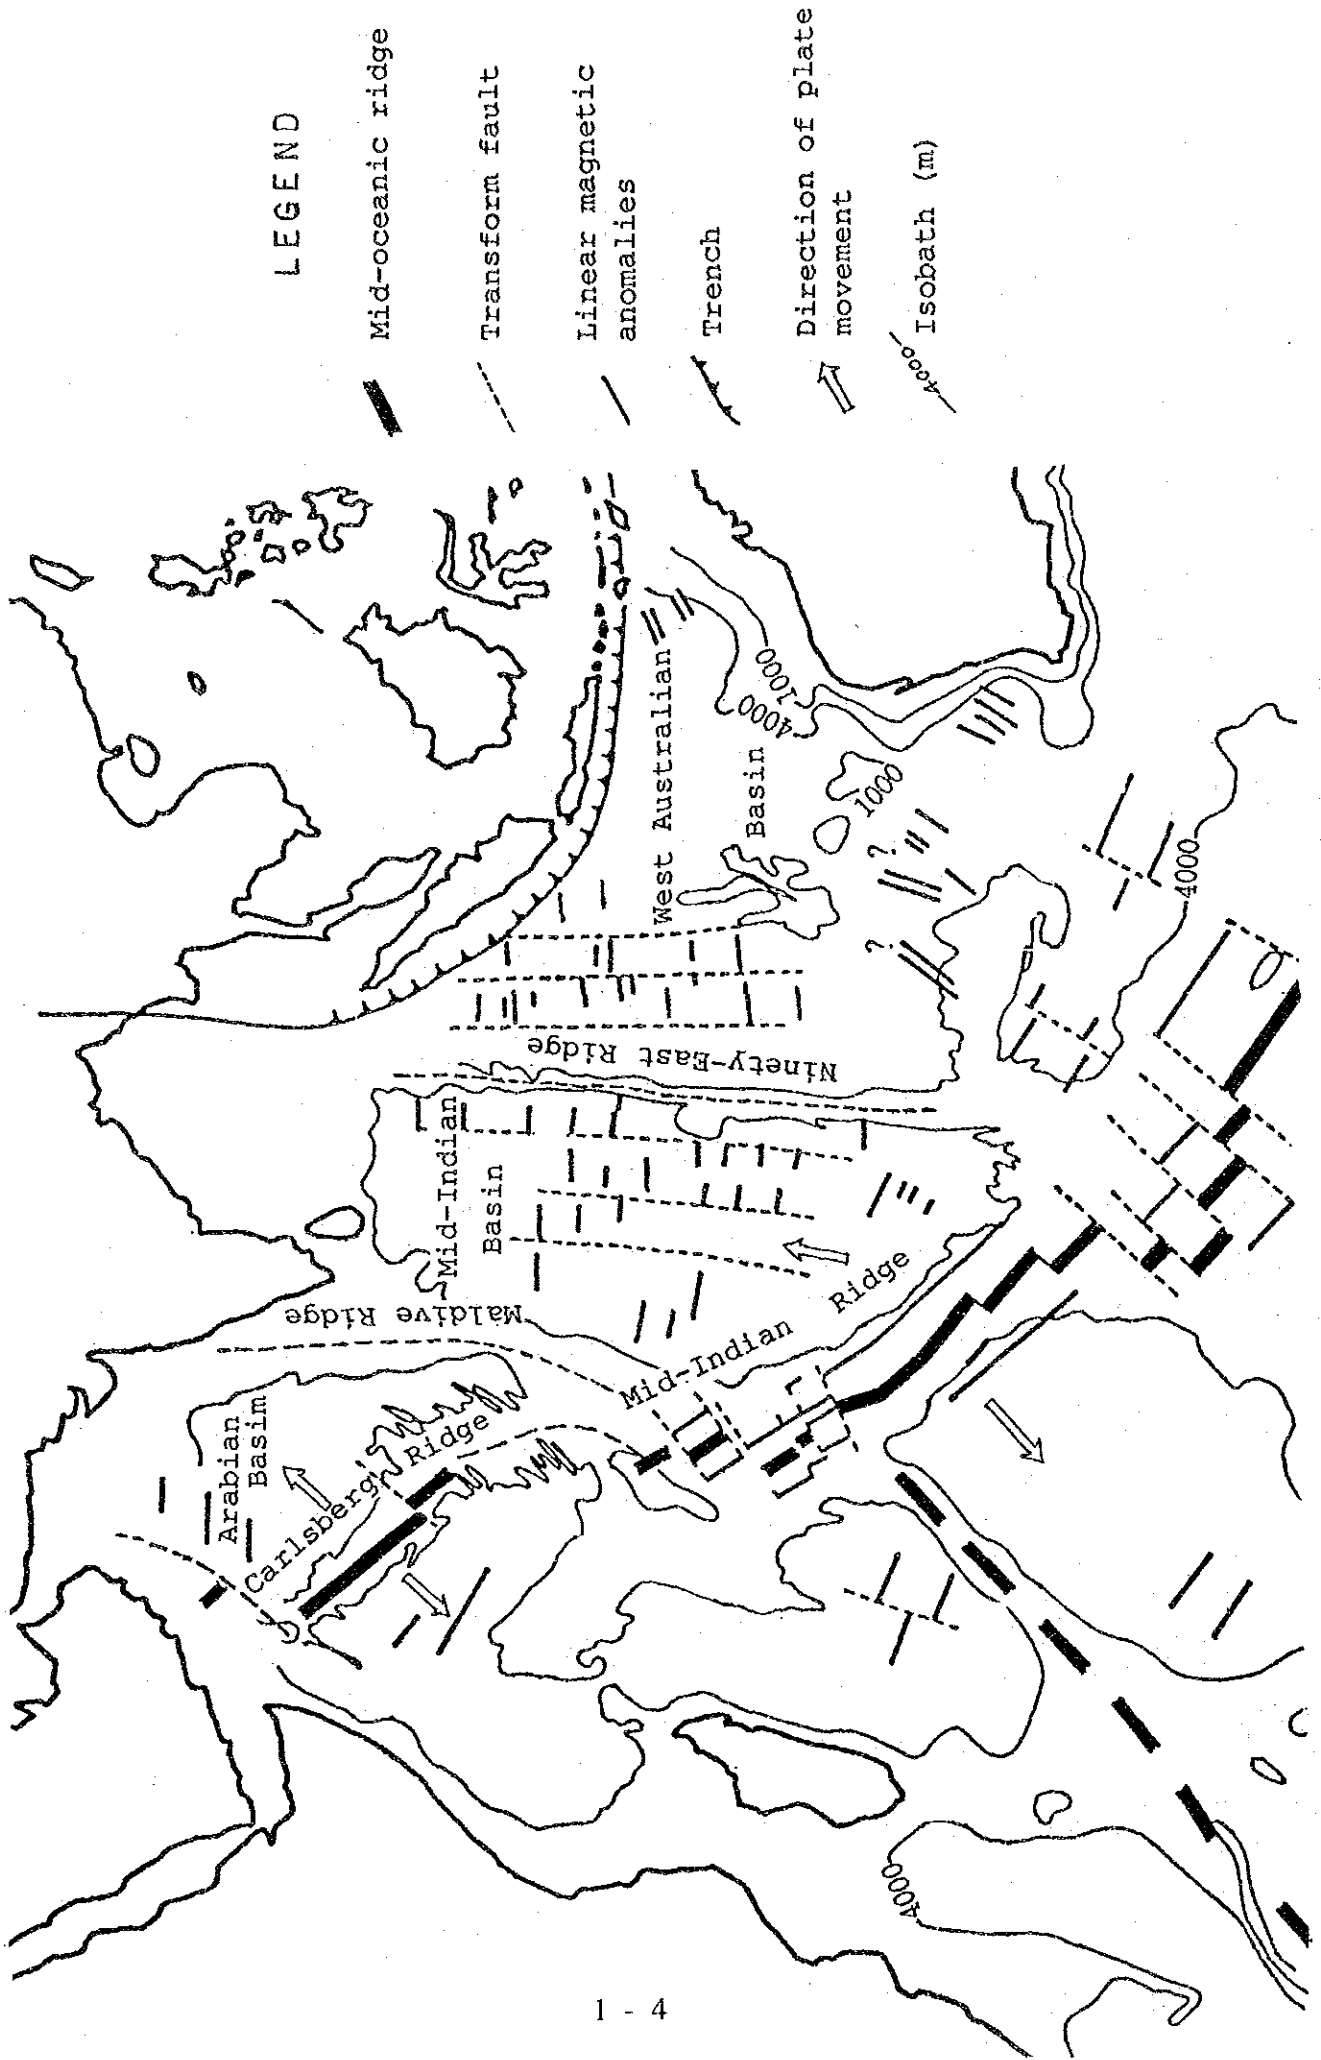 LEGEND
Mid-oceanic ridge
Transform fault
Linear magnetic
anomalies
Trench
Direction of plate
movement
4000
Isobath (m)
Arabian
Basim
Carlsberg Ridge
Maldive Ridge
Mid-Indian
Basin
Mid-Indian Ridge
Ninety-East Ridge
West Australian
Basin
4000
1000
1000
?
?
4000
4000
1 - 4